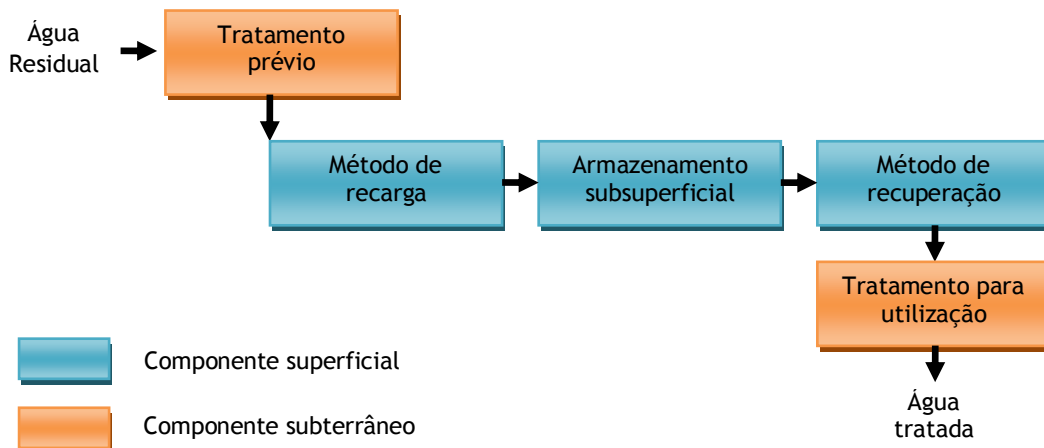 Água
Residual
Tratamento
prévio
Método de
recarga
Armazenamento
subsuperficial
Método de
recuperação
Tratamento para
utilização
Componente superficial
Componente subterrâneo
Água
tratada